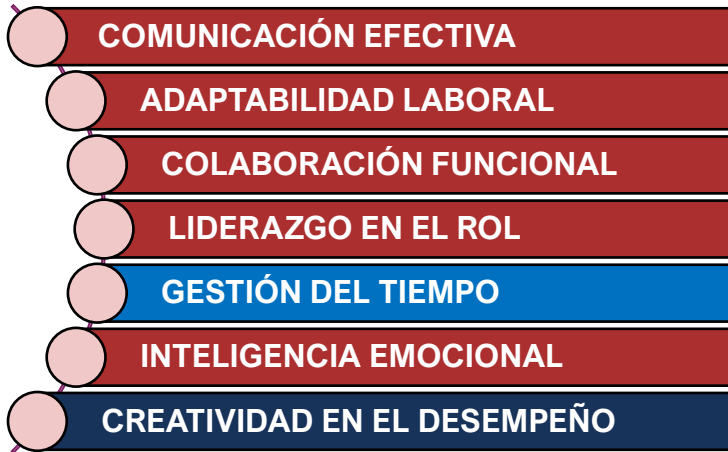 COMUNICACIÓN EFECTIVA
ADAPTABILIDAD LABORAL
COLABORACIÓN FUNCIONAL
LIDERAZGO EN EL ROL
GESTIÓN DEL TIEMPO
INTELIGENCIA EMOCIONAL
CREATIVIDAD EN EL DESEMPEÑO